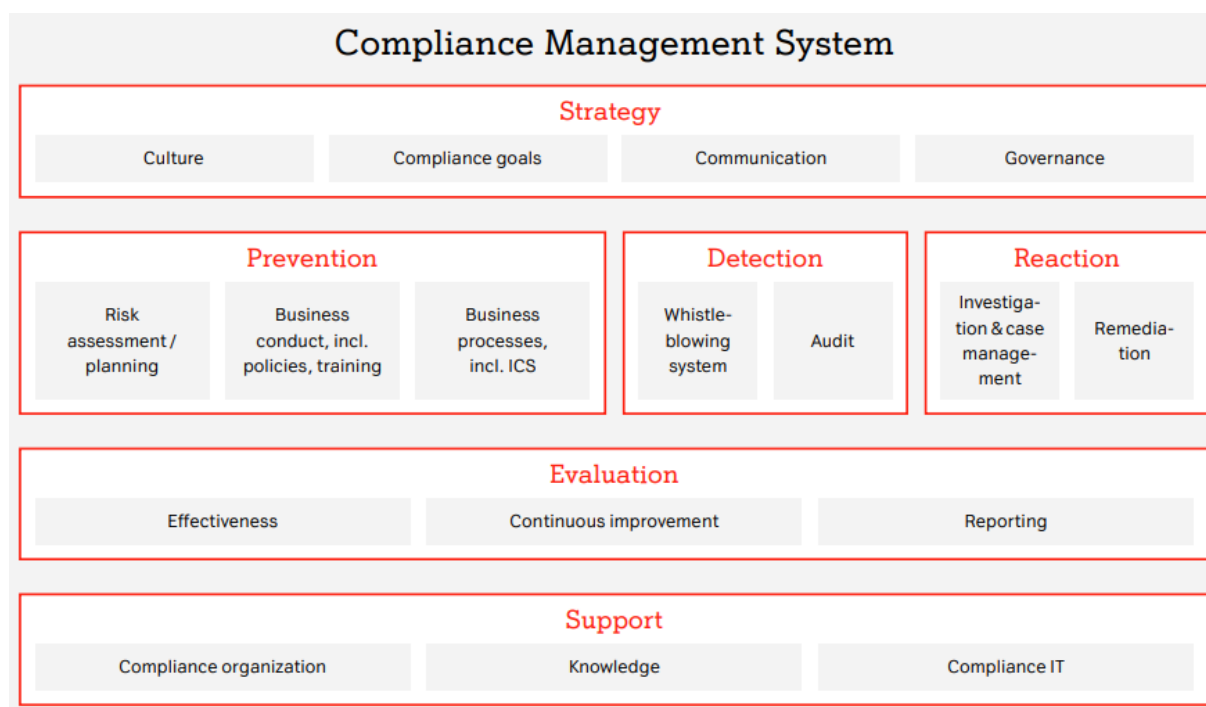 Compliance Management System
Strategy
Culture
Compliance goals
Communication
Governance
Prevention
Risk
assessment /
planning
Business
conduct, incl.
policies, training
Business
processes,
incl. ICS
Detection
Whistle-
blowing
system
Audit
Reaction
Investiga-
tion & case
manage-
ment
Remedia-
tion
Evaluation
Effectiveness
Continuous improvement
Reporting
Support
Compliance organization
Knowledge
Compliance IT